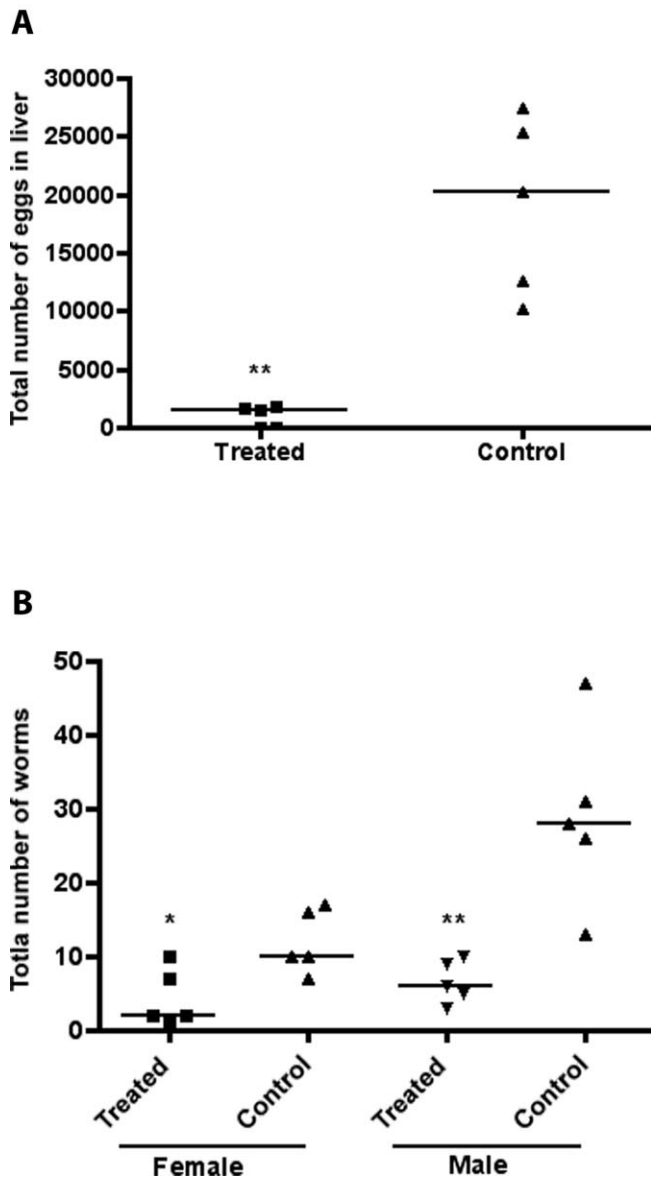 A
Total number of eggs in liver
30000
25000
20000
15000
10000
5000
0
**
Treated
Control
B
Totla number of worms
50
40
30
20
10
0
*
**
Treated
Control
Treated
Control
Female
Male